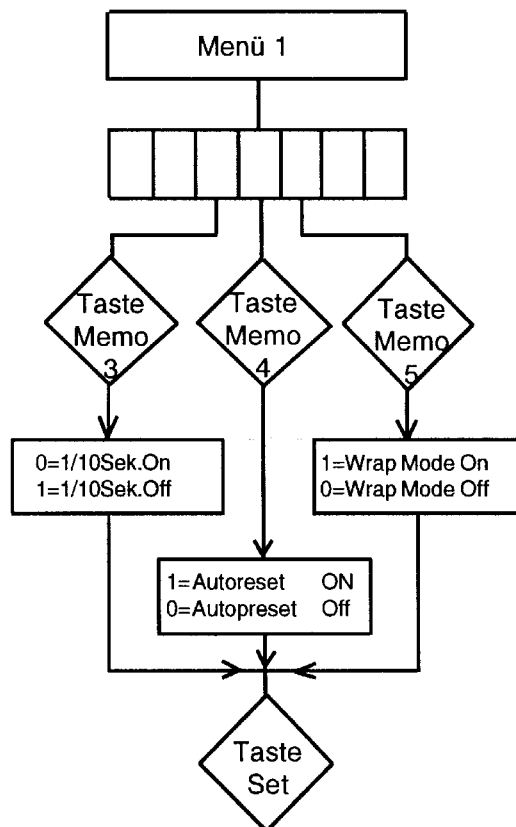 Menü 1
Taste
Memo
3
Taste
Memo
4
Taste
Memo
5
0=1/10Sek.On
1=1/10Sek.Off
1=Wrap Mode On
0=Wrap Mode Off
1=Autoreset ON
0=Autopreset Off
Taste
Set